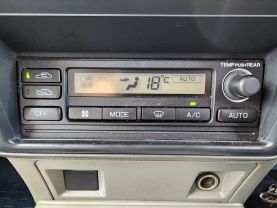 TEMP PUSH REAR
18°C AUTO
OFF MODE A/C AUTO